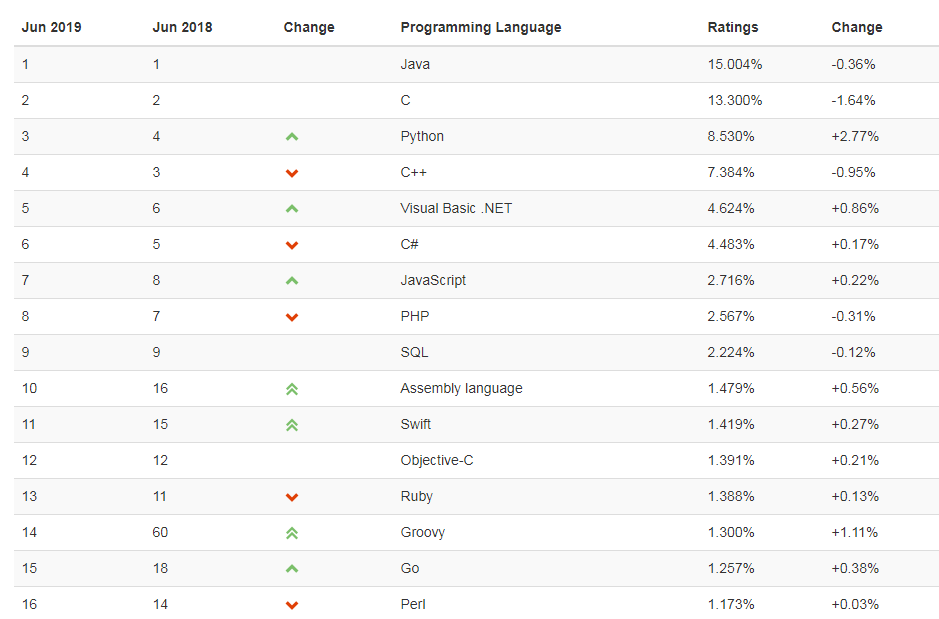 Jun 2019 Jun 2018 Change Programming Language Ratings Change
1 1 Java 15.004% -0.36%
2 2 C 13.300% -1.64%
3 4 Python 8.530% +2.77%
4 3 C++ 7.384% -0.95%
5 6 Visual Basic .NET 4.624% +0.86%
6 5 C# 4.483% +0.17%
7 8 JavaScript 2.716% +0.22%
8 7 PHP 2.567% -0.31%
9 9 SQL 2.224% -0.12%
10 16 Assembly language 1.479% +0.56%
11 15 Swift 1.419% +0.27%
12 12 Objective-C 1.391% +0.21%
13 11 Ruby 1.388% +0.13%
14 60 Groovy 1.300% +1.11%
15 18 Go 1.257% +0.38%
16 14 Perl 1.173% +0.03%